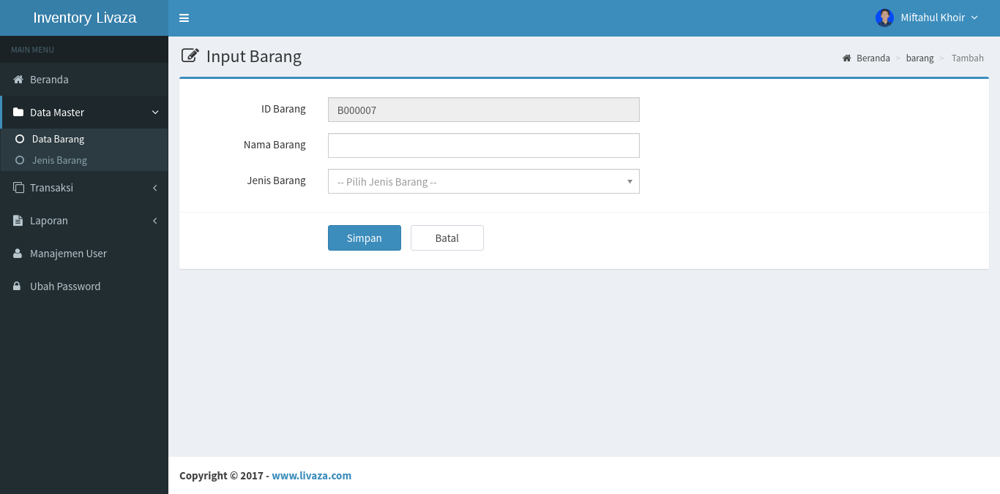 Inventory Livaza
Miftahul Khoir
MAIN MENU
Beranda
Data Master
Data Barang
Jenis Barang
Transaksi
Laporan
Manajemen User
Ubah Password
Input Barang
Beranda > barang > Tambah
ID Barang B000007
Nama Barang
Jenis Barang -- Pilih Jenis Barang --
Simpan Batal
Copyright © 2017 - www.livaza.com